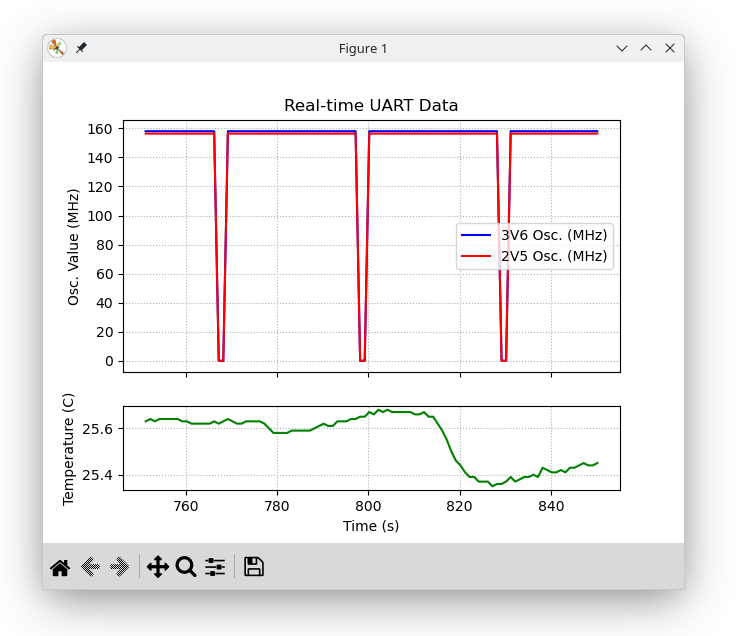 Figure 1
Real-time UART Data
Osc. Value (MHz)
160
140
120
100
80
60
40
20
0
3V6 Osc. (MHz)
2V5 Osc. (MHz)
Temperature (C)
25.6
25.4
760 780 800 820 840
Time (s)